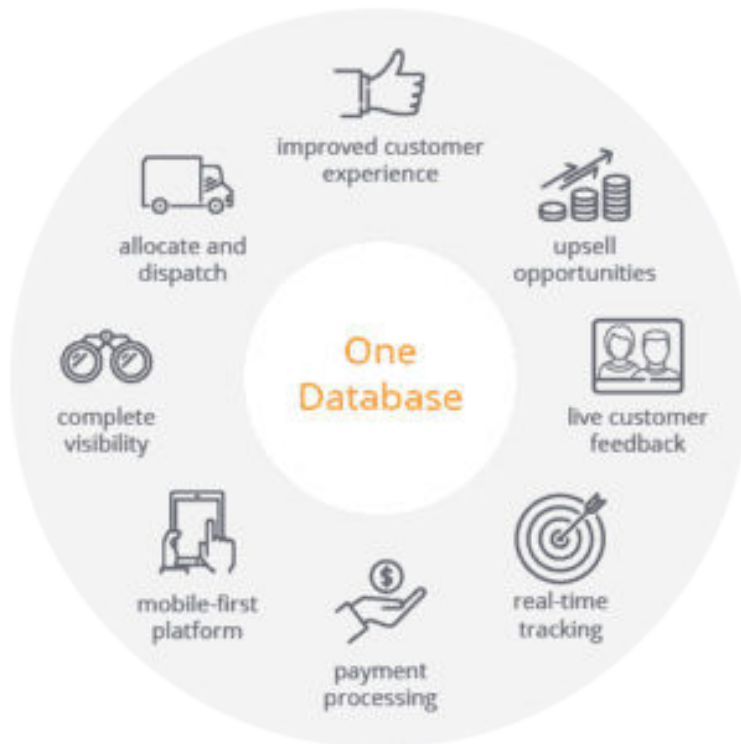 improved customer
experience
upsell
opportunities
live customer
feedback
real-time
tracking
payment
processing
mobile-first
platform
complete
visibility
allocate and
dispatch
One
Database
$